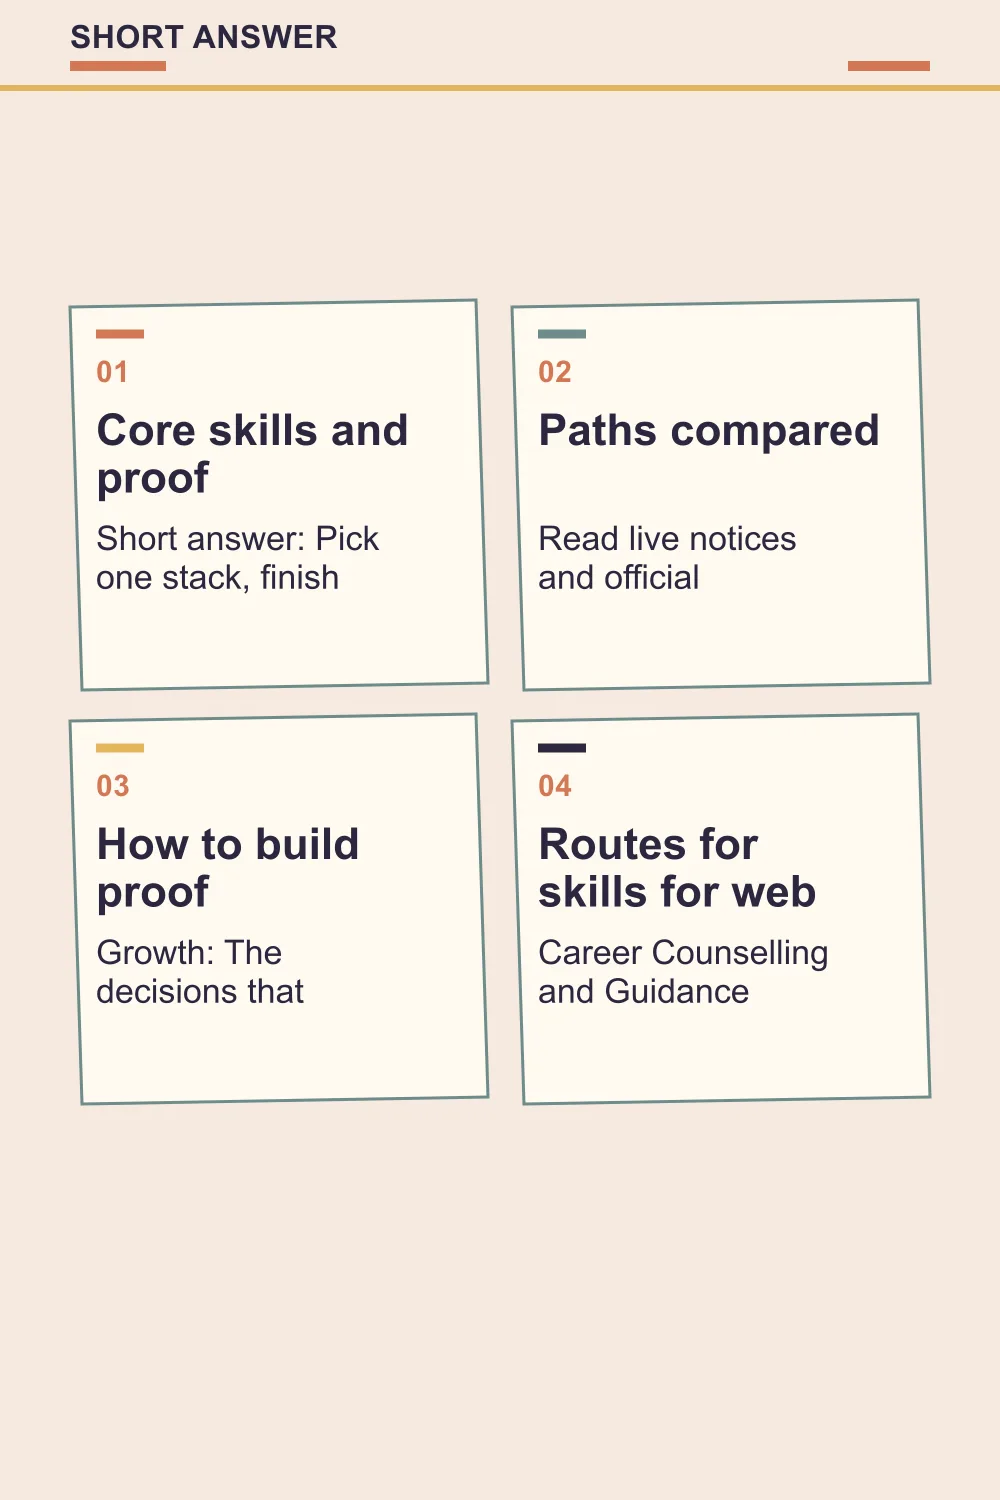 SHORT ANSWER
01
Core skills and
proof
Short answer: Pick
one stack, finish
02
Paths compared
Read live notices
and official
03
How to build
proof
Growth: The
decisions that
04
Routes for
skills for web
Career Counselling
and Guidance